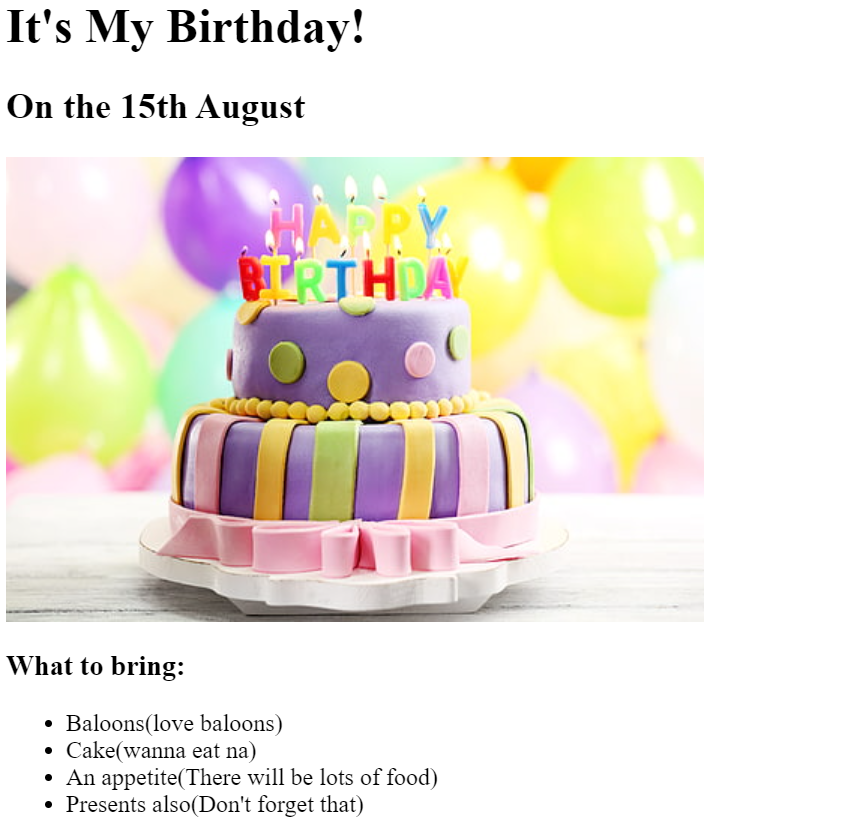 It's My Birthday!
On the 15th August
HAPPY
BIRTHDAY
What to bring:
Baloons(love baloons)
Cake(wanna eat na)
An appetite(There will be lots of food)
Presents also(Don't forget that)